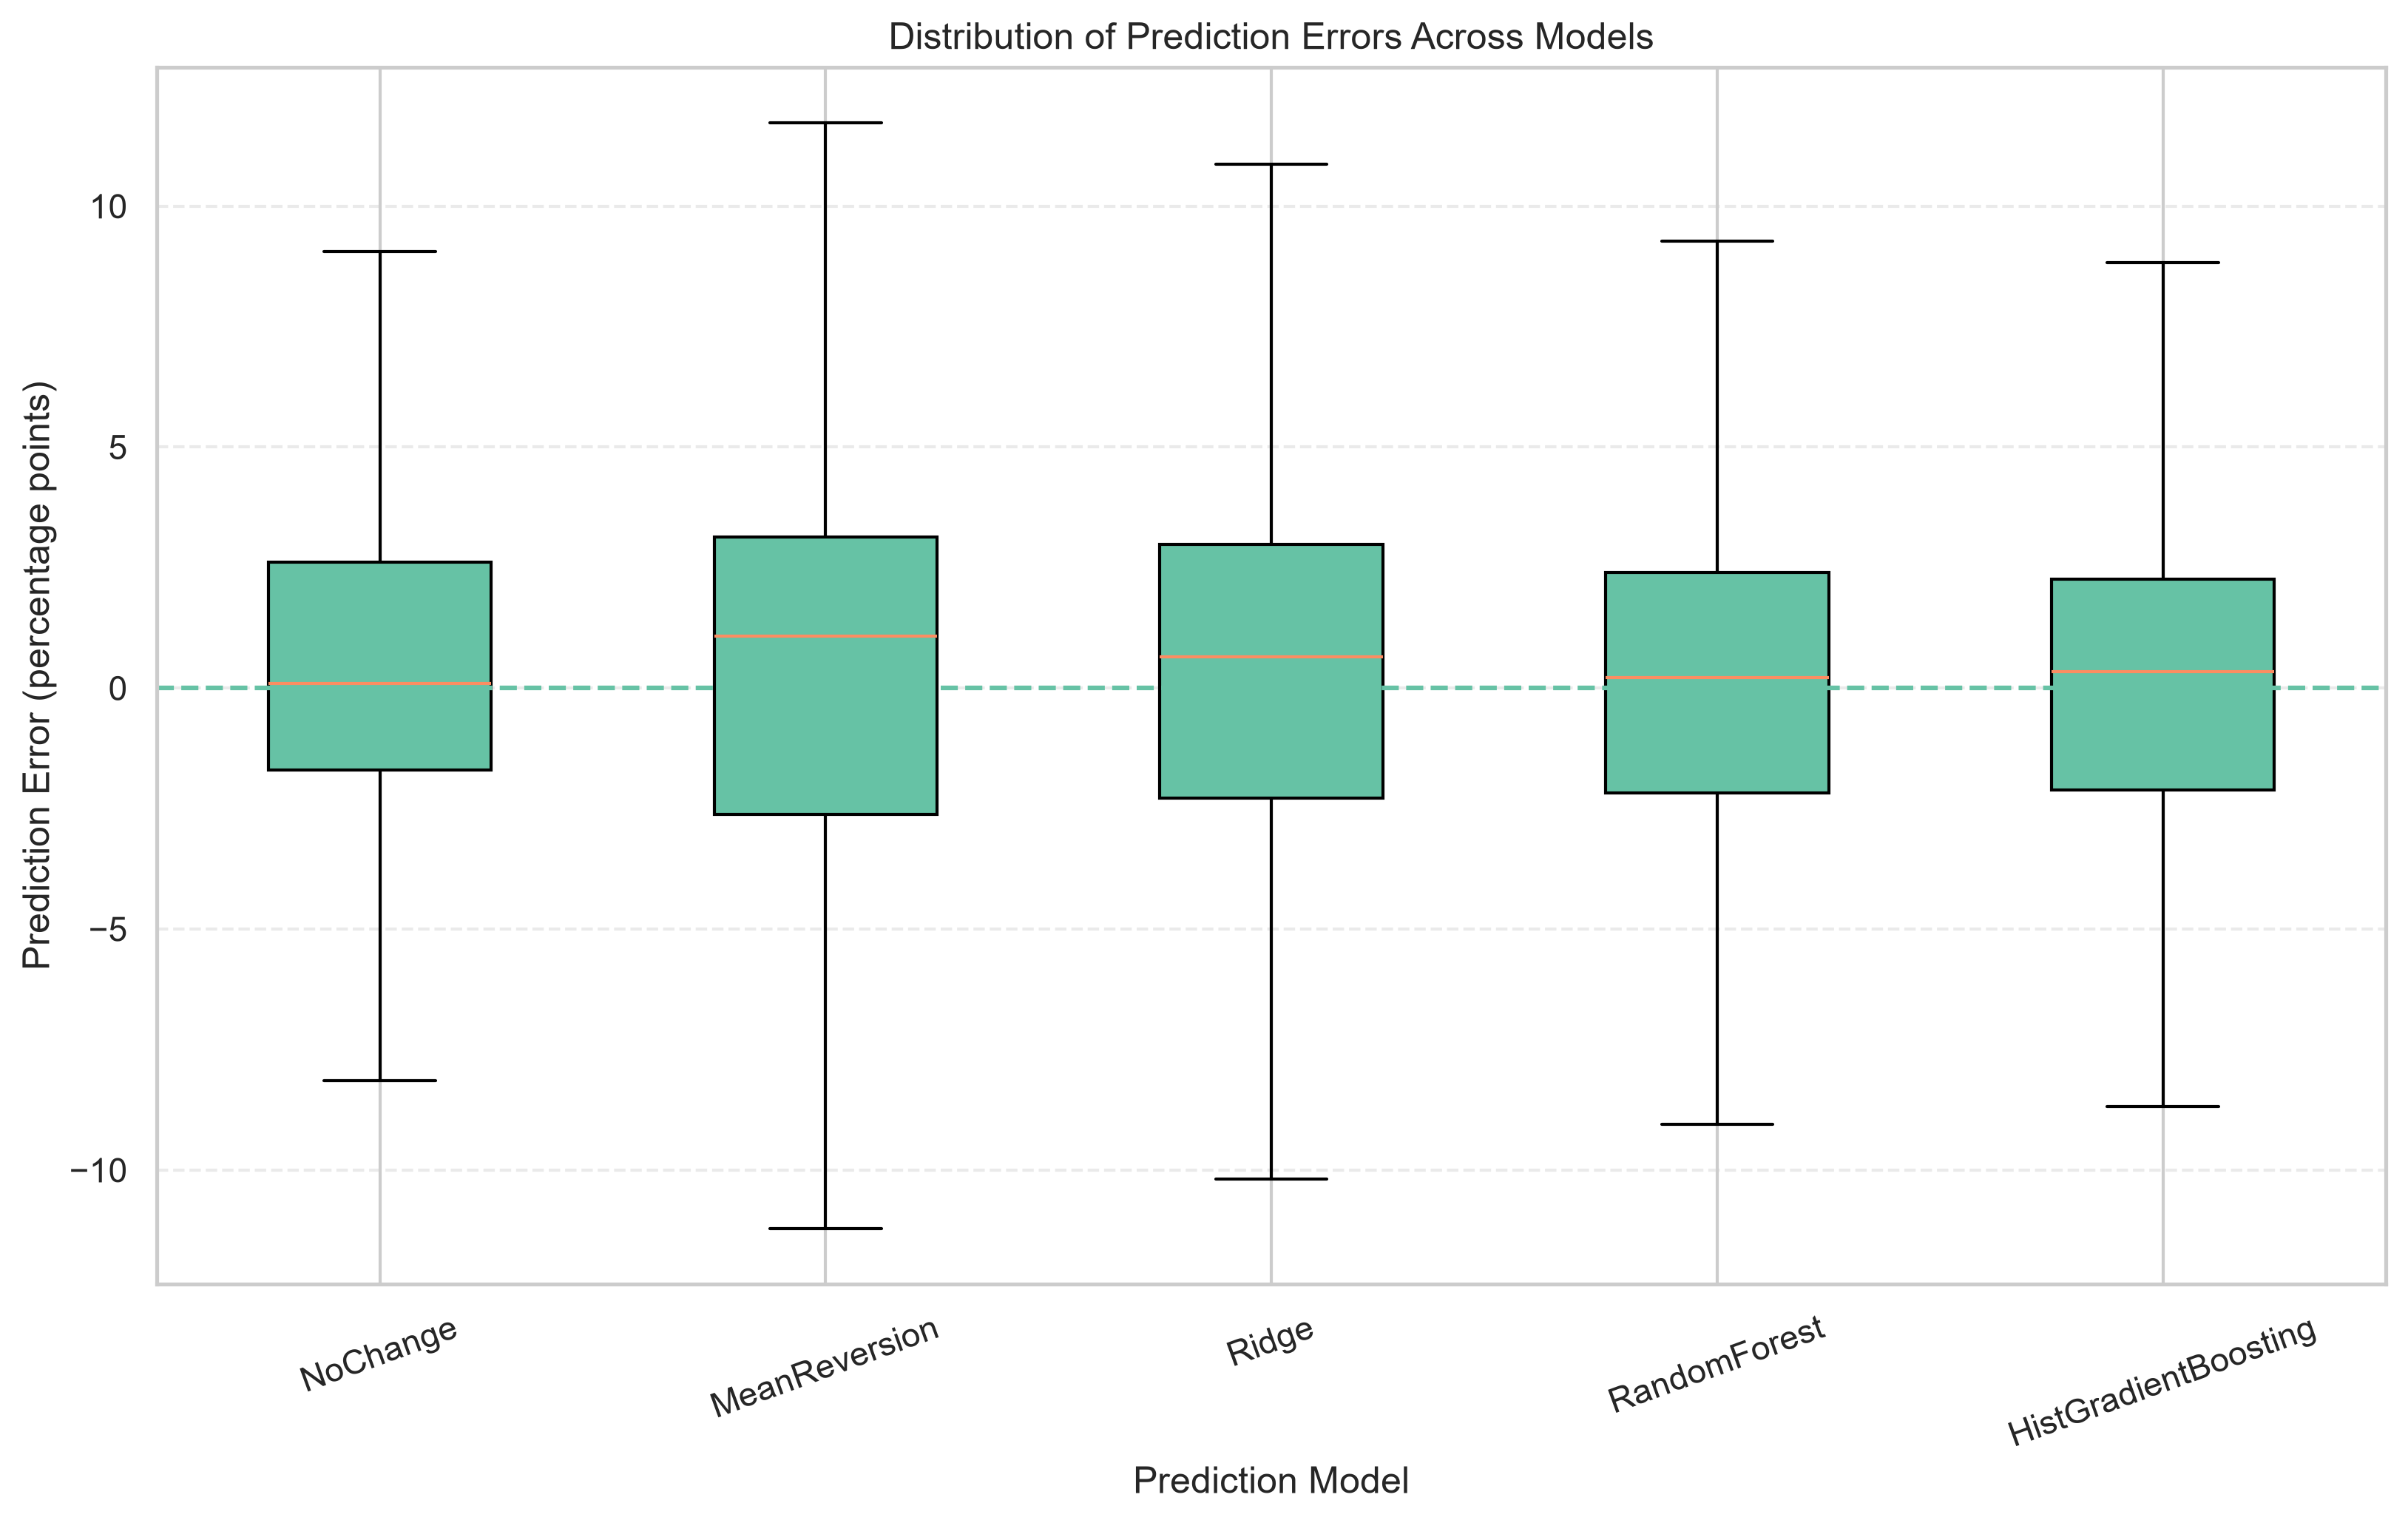 Distribution of Prediction Errors Across Models
Prediction Error (percentage points)
10
5
0
−5
−10
NoChange
MeanReversion
Ridge
RandomForest
HistGradientBoosting
Prediction Model